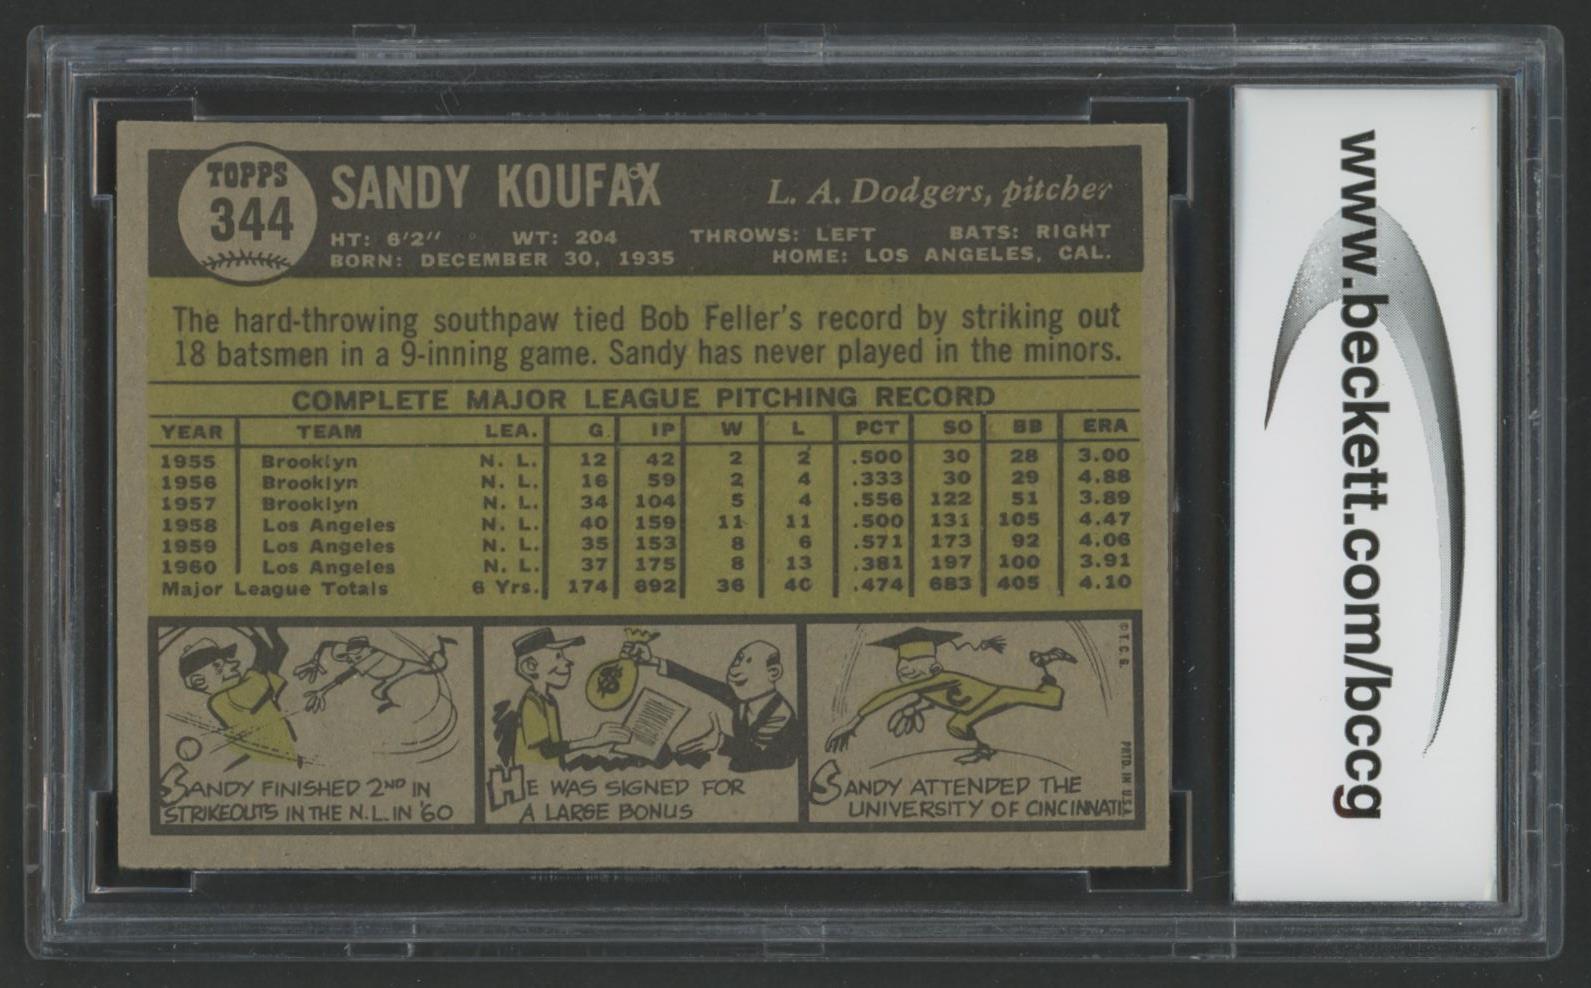 TOPPS
344
SANDY KOUFAX
L. A. Dodgers, pitcher
HT: 6'2" WT: 204 THROWS: LEFT BATS: RIGHT
BORN: DECEMBER 30, 1935 HOME: LOS ANGELES, CAL.
The hard-throwing southpaw tied Bob Feller's record by striking out
18 batsmen in a 9-inning game. Sandy has never played in the minors.
COMPLETE MAJOR LEAGUE PITCHING RECORD
YEAR TEAM LEA. G IP W L PCT SO BB ERA
1955 Brooklyn N. L. 12 42 2 2 .500 30 28 3.00
1956 Brooklyn N. L. 16 59 2 4 .333 30 29 4.88
1957 Brooklyn N. L. 34 104 5 4 .556 122 51 3.89
1958 Los Angeles N. L. 40 159 11 11 .500 131 105 4.47
1959 Los Angeles N. L. 35 153 8 6 .571 173 92 4.06
1960 Los Angeles N. L. 37 175 8 13 .381 197 100 3.91
Major League Totals 6 Yrs. 174 692 36 40 .474 683 405 4.10
SANDY FINISHED 2ND IN
STRIKEOUTS IN THE N.L. IN '60
$
HE WAS SIGNED FOR
A LARGE BONUS
SANDY ATTENDED THE
UNIVERSITY OF CINCINNATI
© T. C. G.
PRTD. IN U.S.A.
www.beckett.com/bccg